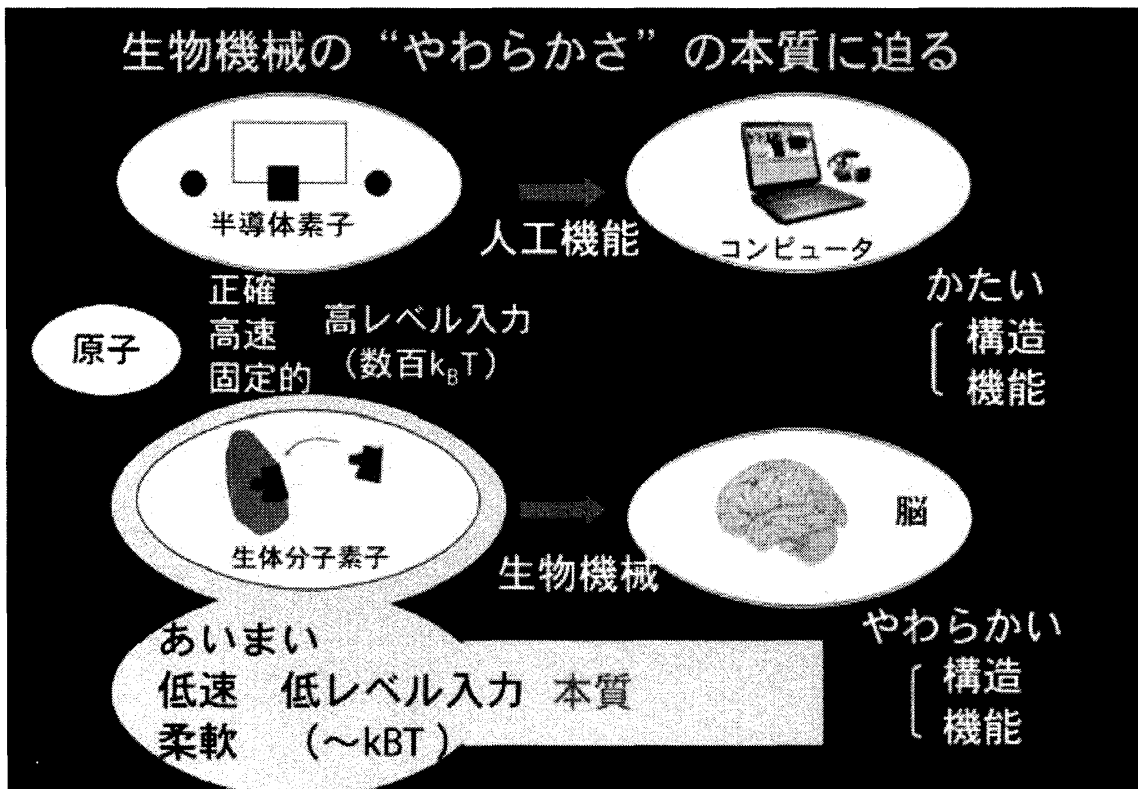 生物機械の “やわらかさ” の本質に迫る
半導体素子
人工機能
コンピュータ
正確
高速
固定的
高レベル入力
（数百kBT）
原子
かたい
構造
機能
生体分子素子
生物機械
脳
あいまい
低速 低レベル入力 本質
柔軟 （～kBT）
やわらかい
構造
機能